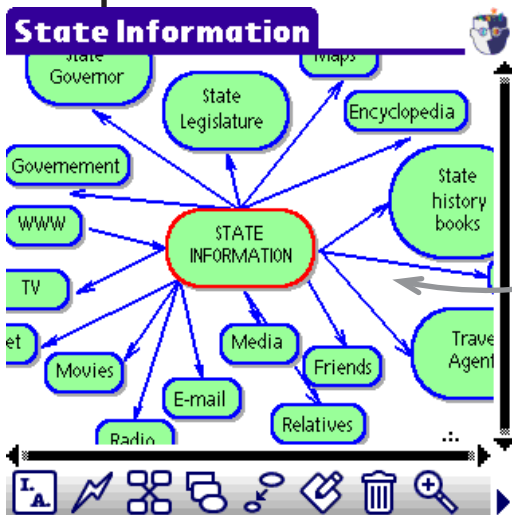 State Information
State
Governor
Maps
State
Legislature
Encyclopedia
Governement
State
history
books
WWW
STATE
INFORMATION
TV
et
Media
Trave
Agent
Movies
Friends
E-mail
Relatives
Radio
I.
A.